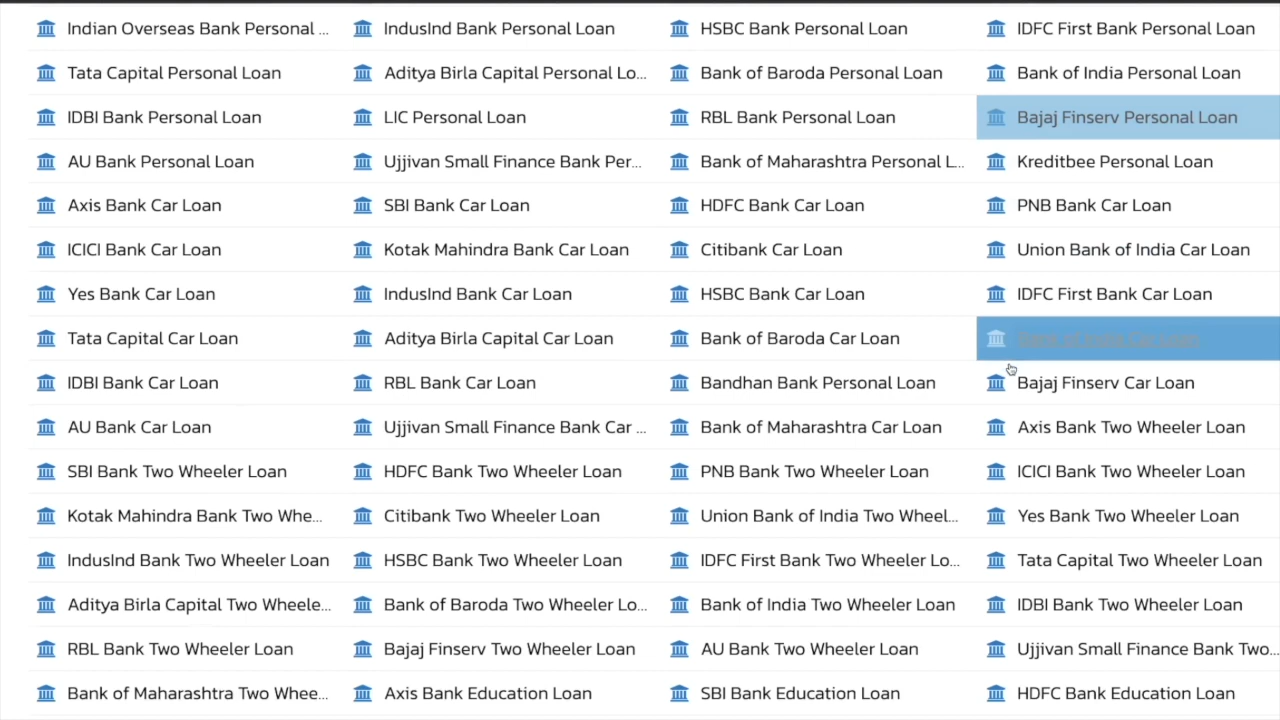 Indian Overseas Bank Personal ... IndusInd Bank Personal Loan HSBC Bank Personal Loan IDFC First Bank Personal Loan
Tata Capital Personal Loan Aditya Birla Capital Personal Lo... Bank of Baroda Personal Loan Bank of India Personal Loan
IDBI Bank Personal Loan LIC Personal Loan RBL Bank Personal Loan Bajaj Finserv Personal Loan
AU Bank Personal Loan Ujjivan Small Finance Bank Per... Bank of Maharashtra Personal L... Kreditbee Personal Loan
Axis Bank Car Loan SBI Bank Car Loan HDFC Bank Car Loan PNB Bank Car Loan
ICICI Bank Car Loan Kotak Mahindra Bank Car Loan Citibank Car Loan Union Bank of India Car Loan
Yes Bank Car Loan IndusInd Bank Car Loan HSBC Bank Car Loan IDFC First Bank Car Loan
Tata Capital Car Loan Aditya Birla Capital Car Loan Bank of Baroda Car Loan Bank of India Car Loan
IDBI Bank Car Loan RBL Bank Car Loan Bandhan Bank Personal Loan Bajaj Finserv Car Loan
AU Bank Car Loan Ujjivan Small Finance Bank Car ... Bank of Maharashtra Car Loan Axis Bank Two Wheeler Loan
SBI Bank Two Wheeler Loan HDFC Bank Two Wheeler Loan PNB Bank Two Wheeler Loan ICICI Bank Two Wheeler Loan
Kotak Mahindra Bank Two Whe... Citibank Two Wheeler Loan Union Bank of India Two Wheel... Yes Bank Two Wheeler Loan
IndusInd Bank Two Wheeler Loan HSBC Bank Two Wheeler Loan IDFC First Bank Two Wheeler Lo... Tata Capital Two Wheeler Loan
Aditya Birla Capital Two Wheele... Bank of Baroda Two Wheeler Lo... Bank of India Two Wheeler Loan IDBI Bank Two Wheeler Loan
RBL Bank Two Wheeler Loan Bajaj Finserv Two Wheeler Loan AU Bank Two Wheeler Loan Ujjivan Small Finance Bank Two...
Bank of Maharashtra Two Whee... Axis Bank Education Loan SBI Bank Education Loan HDFC Bank Education Loan